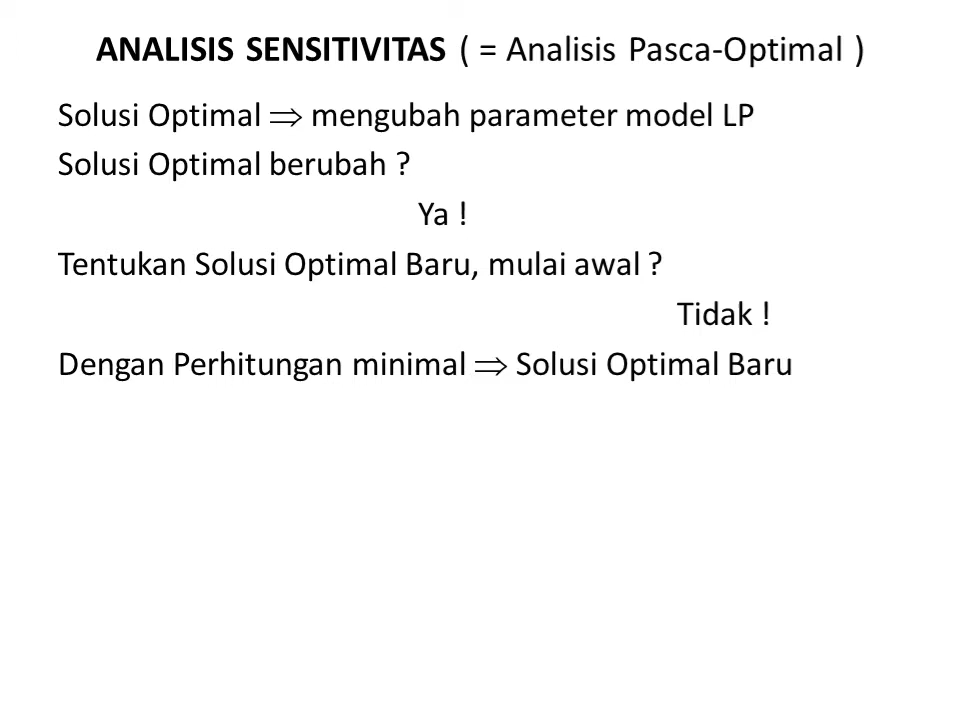 ANALISIS SENSITIVITAS ( = Analisis Pasca-Optimal )
Solusi Optimal ⇒ mengubah parameter model LP
Solusi Optimal berubah ?
Ya !
Tentukan Solusi Optimal Baru, mulai awal ?
Tidak !
Dengan Perhitungan minimal ⇒ Solusi Optimal Baru